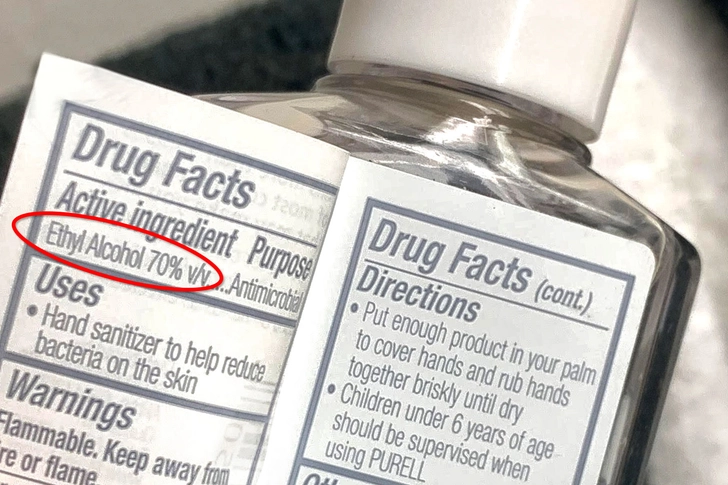 Drug Facts
Active ingredient Purpose
Ethyl Alcohol 70% v/v...Antimicrobial
Uses
• Hand sanitizer to help reduce
bacteria on the skin
Warnings
Flammable. Keep away from
fire or flame
Drug Facts (cont.)
Directions
• Put enough product in your palm
to cover hands and rub hands
together briskly until dry
• Children under 6 years of age
should be supervised when
using PURELL